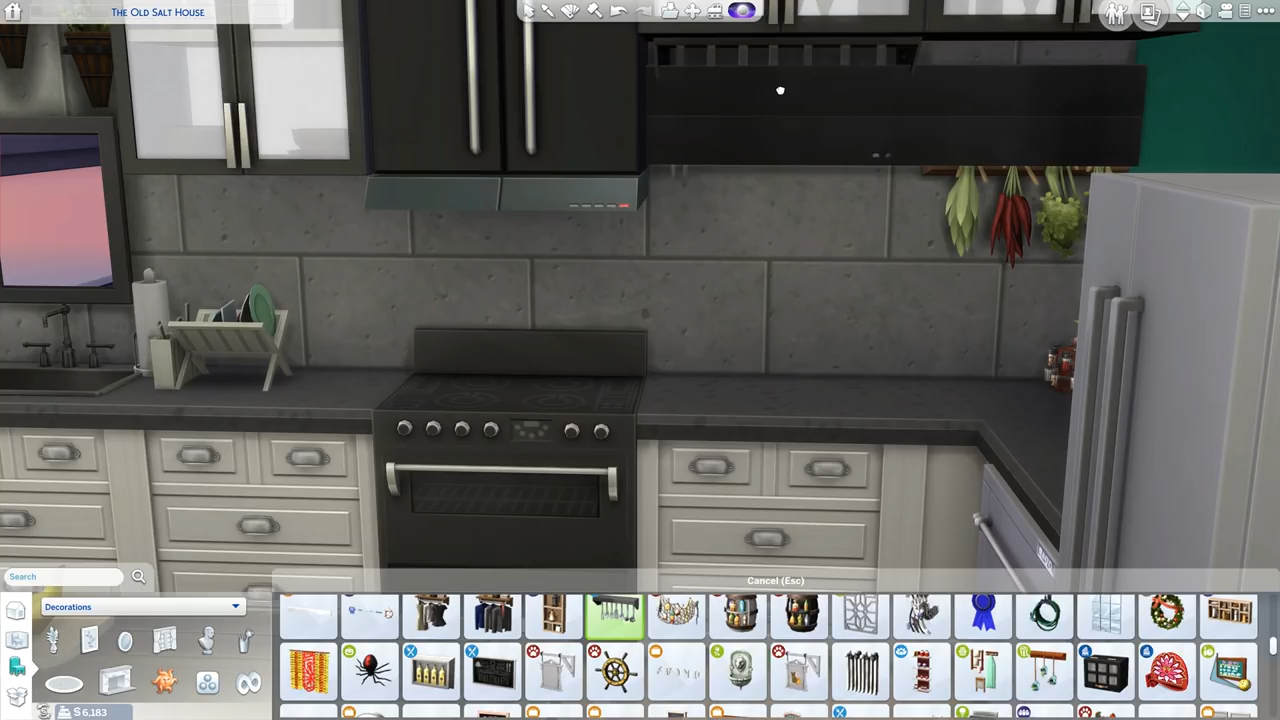 The Old Salt House
Cancel (Esc)
Search
Decorations
§6,183